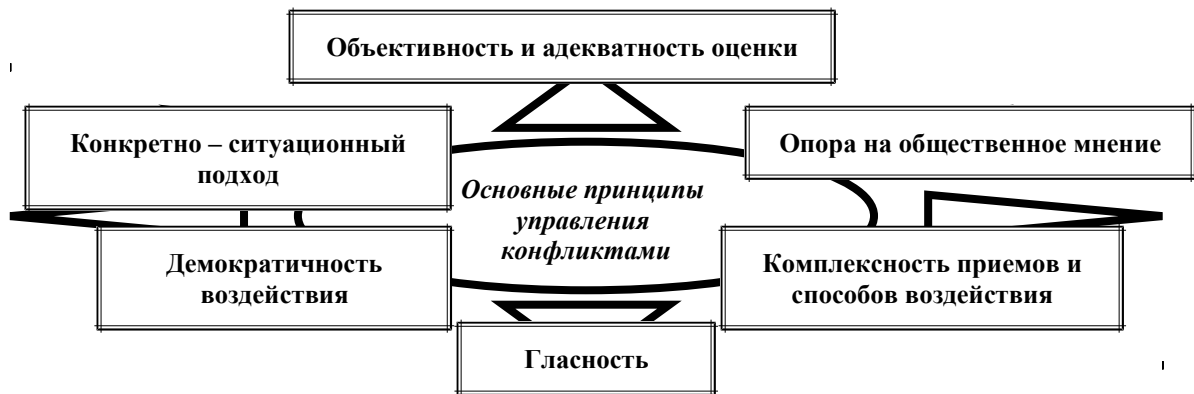 Объективность и адекватность оценки
Конкретно – ситуационный
подход
Опора на общественное мнение
Основные принципы
управления
конфликтами
Демократичность
воздействия
Комплексность приемов и
способов воздействия
Гласность